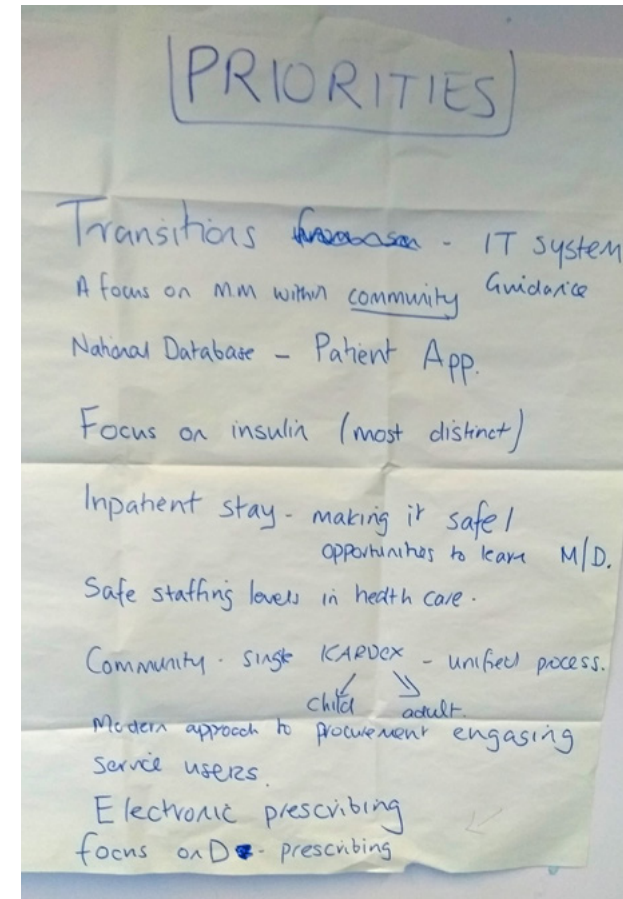 PRIORITIES
Transitions - IT system
Guidance
A focus on MM within community
National Database - Patient App.
Focus on insulin (most distinct)
Inpatient stay - making it safe /
opportunities to learn M/D.
Safe staffing levels in health care.
Community - single KARDEX - unified process.
child adult.
Modern approach to procurement engaging
service users.
Electronic prescribing
focus on D - prescribing